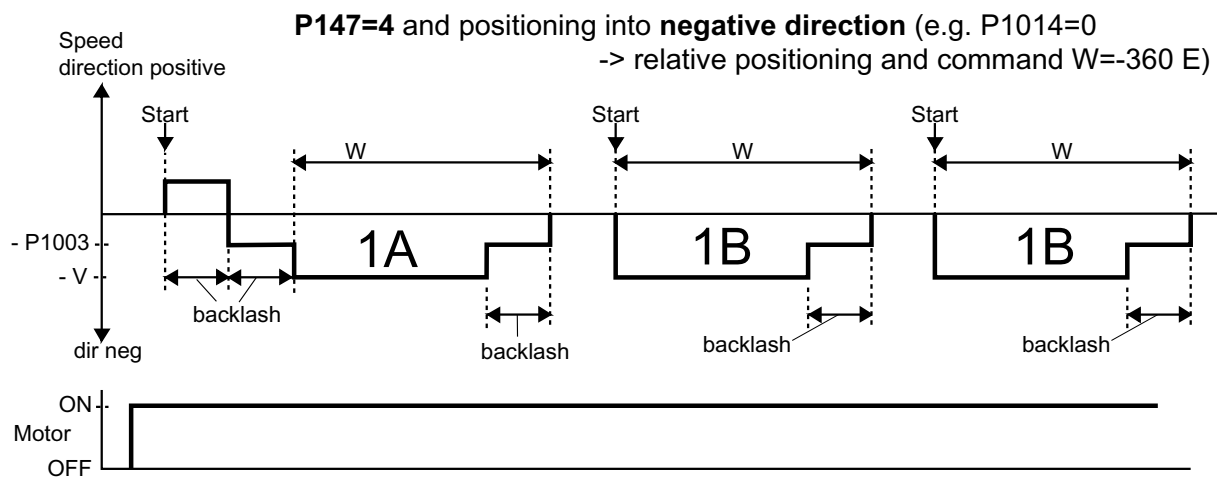 P147=4 and positioning into negative direction (e.g. P1014=0
-> relative positioning and command W=-360 E)
Speed
direction positive
Start
Start
Start
W
W
W
- P1003
1A
1B
1B
- V
backlash
backlash
backlash
backlash
dir neg
ON
Motor
OFF